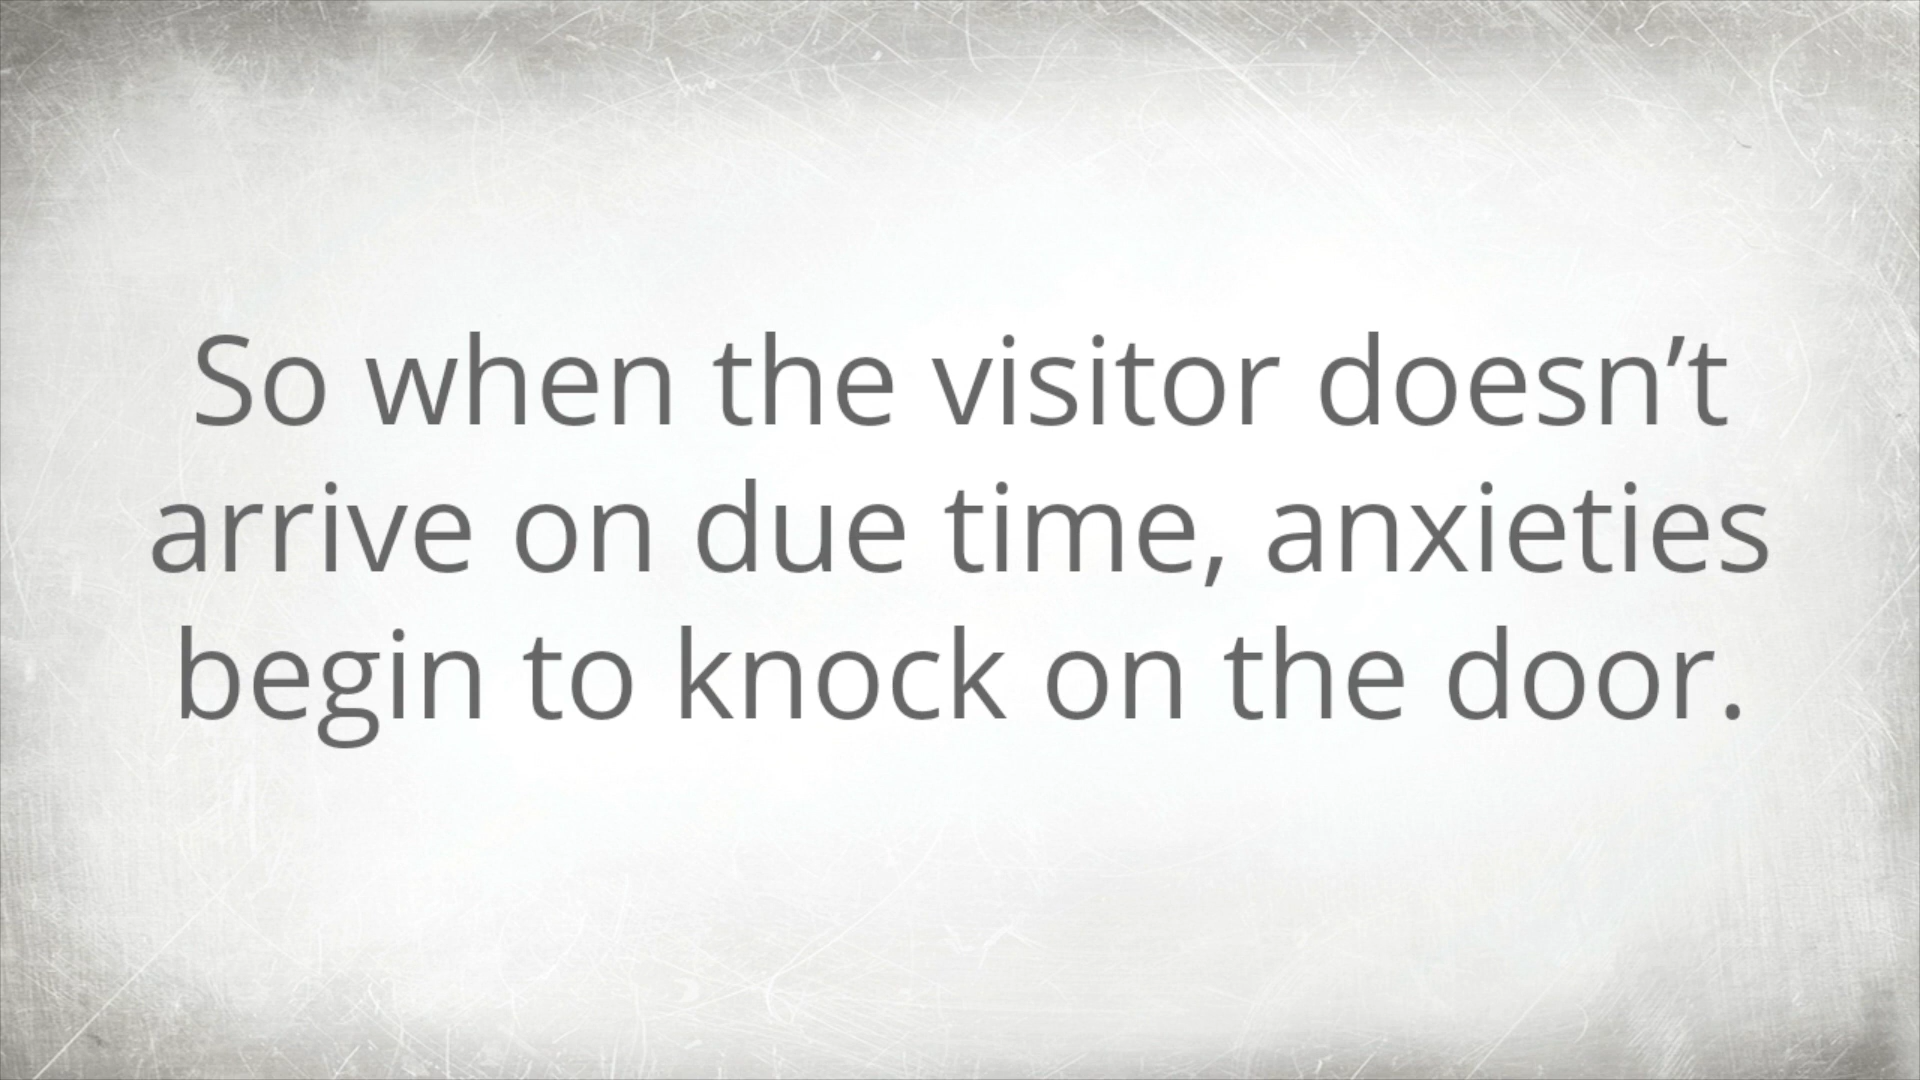 So when the visitor doesn’t
arrive on due time, anxieties
begin to knock on the door.